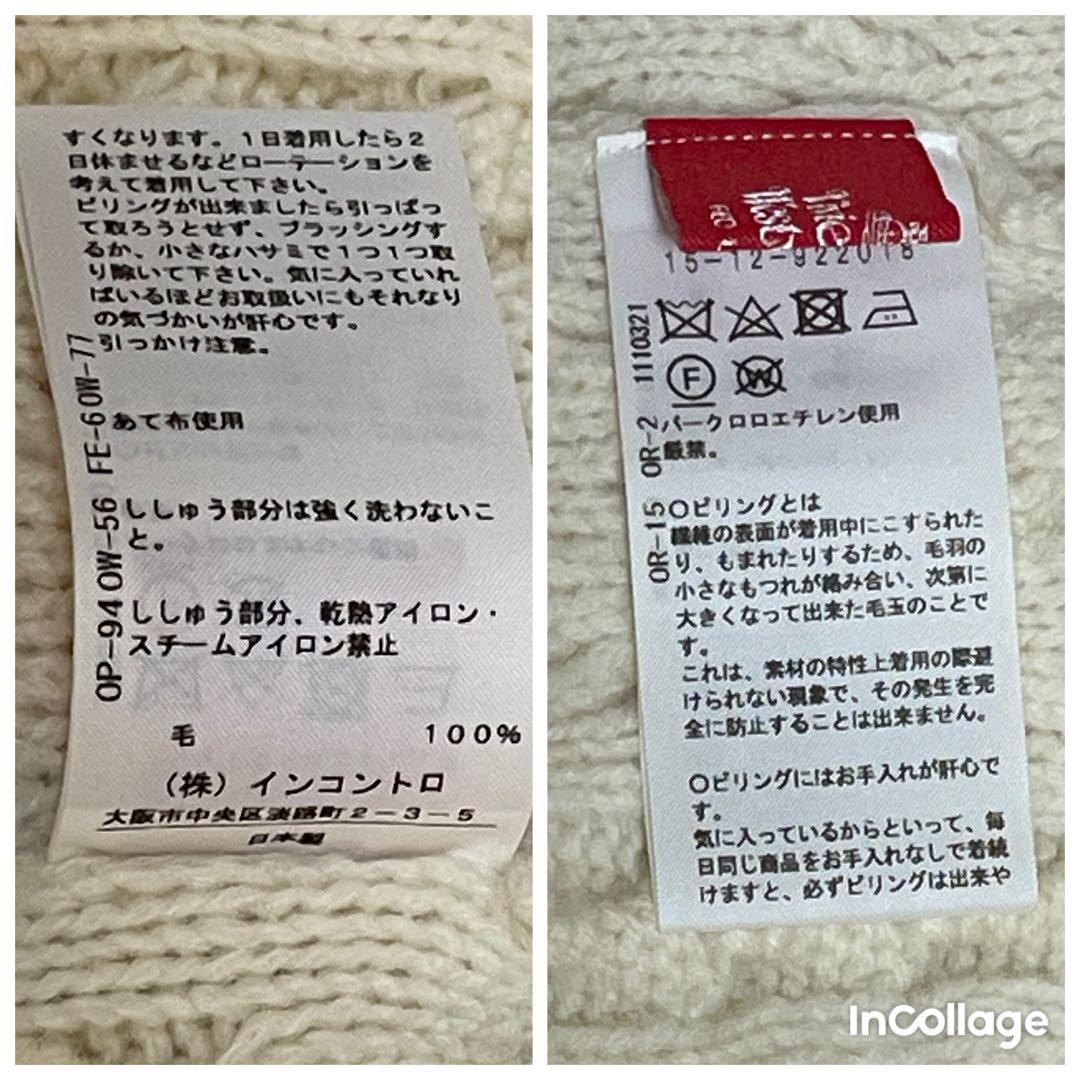 すくなります。1日着用したら2
日休ませるなどローテーションを
考えて着用して下さい。
ピリングが出来ましたら引っぱっ
て取ろうとせず、ブラッシングす
るか、小さなハサミで1つ1つ取
り除いて下さい。気に入っていれ
ばいるほどお取扱いにもそれなり
の気づかいが肝心です。
引っかけ注意。
あて布使用
ししゅう部分は強く洗わないこ
と。
ししゅう部分、乾熱アイロン・
スチームアイロン禁止
OP-94OW-56 FE-60W-77
毛 100%
(株)インコントロ
大阪市中央区淡路町2-3-5
日本製
15-12-922018
F
W
パークロロエチレン使用
厳禁。
OR-15 OR-2 1110321
○ピリングとは
繊維の表面が着用中にこすられた
り、もまれたりするため、毛羽の
小さなもつれが絡み合い、次第に
大きくなって出来た毛玉のことで
す。
これは、素材の特性上着用の際避
けられない現象で、その発生を完
全に防止することは出来ません。
○ピリングにはお手入れが肝心で
す。
気に入っているからといって、毎
日同じ商品をお手入れなしで着続
けますと、必ずピリングは出来や
InCollage